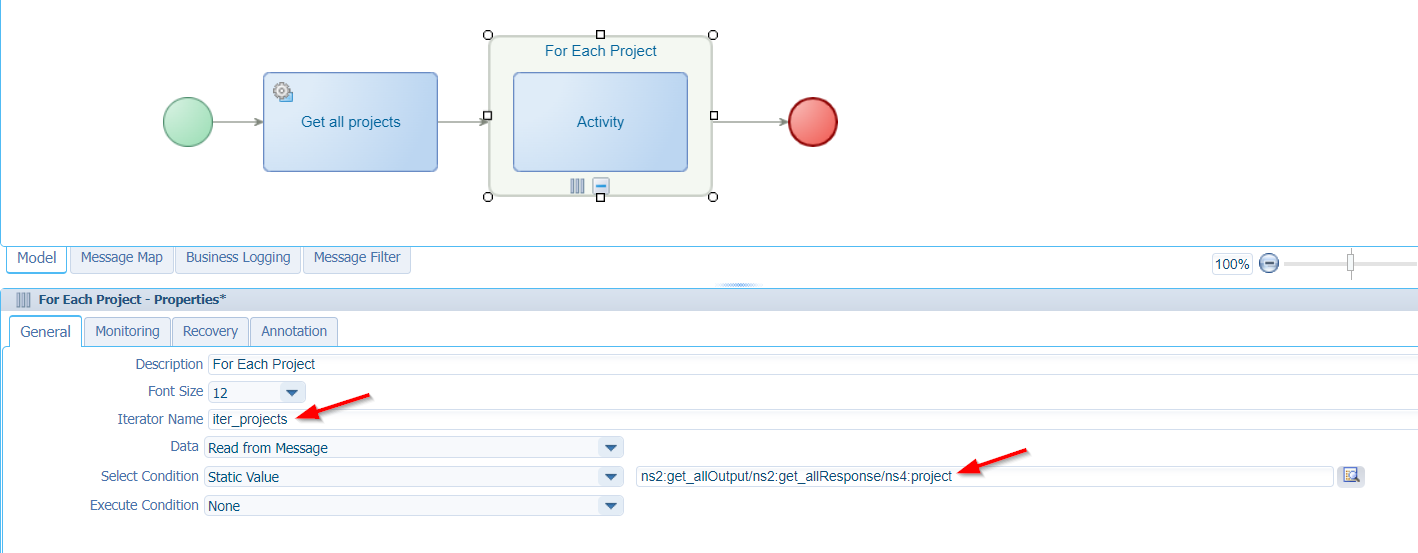 For Each Project
Get all projects
Activity
Model
Message Map
Business Logging
Message Filter
100%
For Each Project - Properties*
General
Monitoring
Recovery
Annotation
Description For Each Project
Font Size 12
Iterator Name iter_projects
Data Read from Message
Select Condition Static Value ns2:get_allOutput/ns2:get_allResponse/ns4:project
Execute Condition None